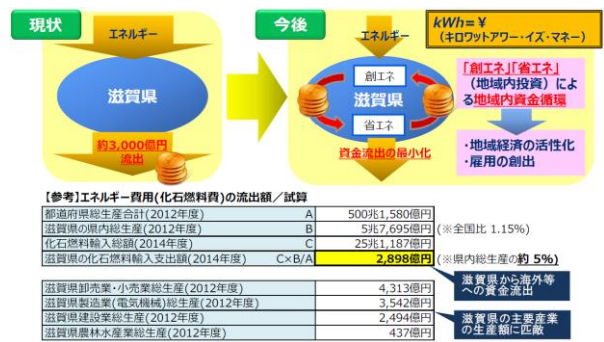 現状
エネルギー
滋賀県
約3,000億円
流出
今後
エネルギー
kWh=¥
(キロワットアワー・イズ・マネー)
創エネ
滋賀県
省エネ
資金流出の最小化
「創エネ」「省エネ」
(地域内投資)によ
る地域内資金循環
・地域経済の活性化
・雇用の創出
【参考】エネルギー費用(化石燃料費)の流出額／試算
都道府県総生産合計(2012年度) A 500兆1,580億円
滋賀県の県内総生産(2012年度) B 5兆7,695億円 (※全国比 1.15%)
化石燃料輸入総額(2014年度) C 25兆1,187億円
滋賀県の化石燃料輸入支出額(2014年度) C×B/A 2,898億円 (※県内総生産の約 5%)
滋賀県から海外等
への資金流出
滋賀県卸売業・小売業総生産(2012年度) 4,313億円
滋賀県製造業(電気機械)総生産(2012年度) 3,542億円
滋賀県建設業総生産(2012年度) 2,494億円
滋賀県農林水産業総生産(2012年度) 437億円
滋賀県の主要産業
の生産額に匹敵